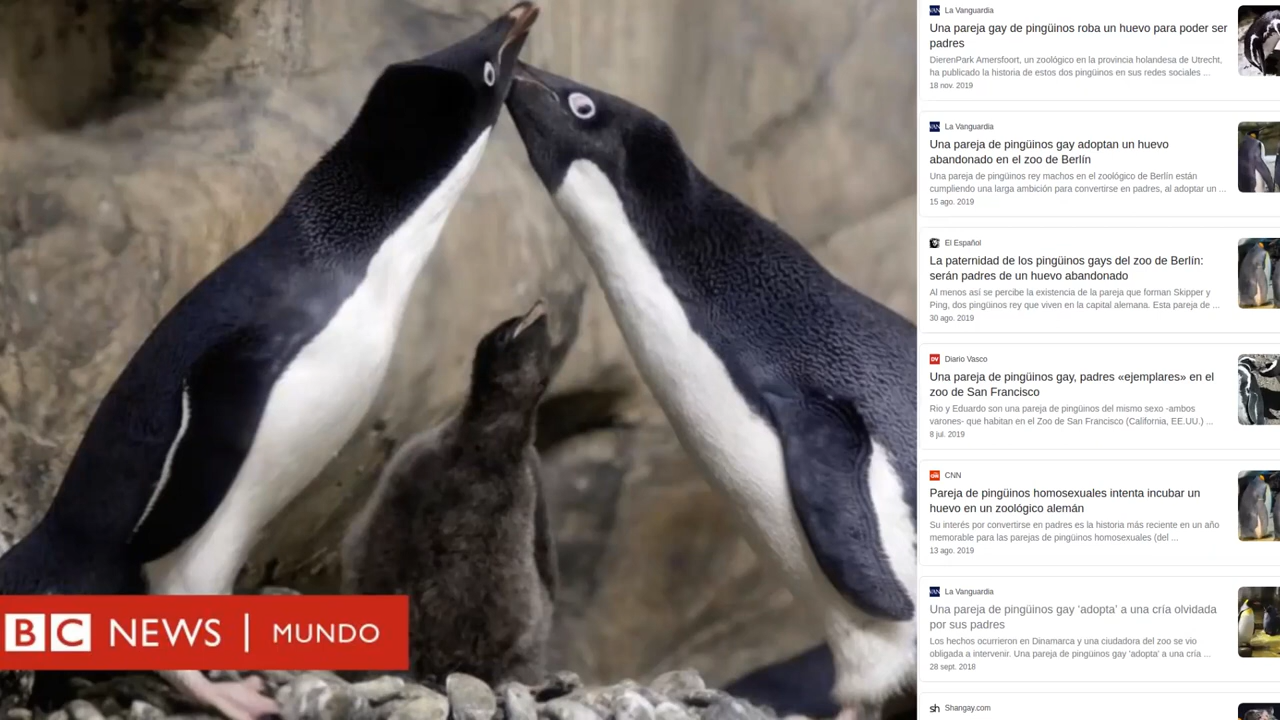 BBC NEWS | MUNDO
La Vanguardia
Una pareja gay de pingüinos roba un huevo para poder ser
padres
DierenPark Amersfoort, un zoológico en la provincia holandesa de Utrecht,
ha publicado la historia de estos dos pingüinos en sus redes sociales ...
18 nov. 2019
La Vanguardia
Una pareja de pingüinos gay adoptan un huevo
abandonado en el zoo de Berlín
Una pareja de pingüinos rey machos en el zoológico de Berlín están
cumpliendo una larga ambición para convertirse en padres, al adoptar un ...
15 ago. 2019
El Español
La paternidad de los pingüinos gays del zoo de Berlín:
serán padres de un huevo abandonado
Al menos así se percibe la existencia de la pareja que forman Skipper y
Ping, dos pingüinos rey que viven en la capital alemana. Esta pareja de ...
30 ago. 2019
DV Diario Vasco
Una pareja de pingüinos gay, padres «ejemplares» en el
zoo de San Francisco
Rio y Eduardo son una pareja de pingüinos del mismo sexo -ambos
varones- que habitan en el Zoo de San Francisco (California, EE.UU.) ...
8 jul. 2019
CNN
Pareja de pingüinos homosexuales intenta incubar un
huevo en un zoológico alemán
Su interés por convertirse en padres es la historia más reciente en un año
memorable para las parejas de pingüinos homosexuales (del ...
13 ago. 2019
La Vanguardia
Una pareja de pingüinos gay 'adopta' a una cría olvidada
por sus padres
Los hechos ocurrieron en Dinamarca y una cuidadora del zoo se vio
obligada a intervenir. Una pareja de pingüinos gay 'adopta' a una cría ...
28 sept. 2018
sh Shangay.com